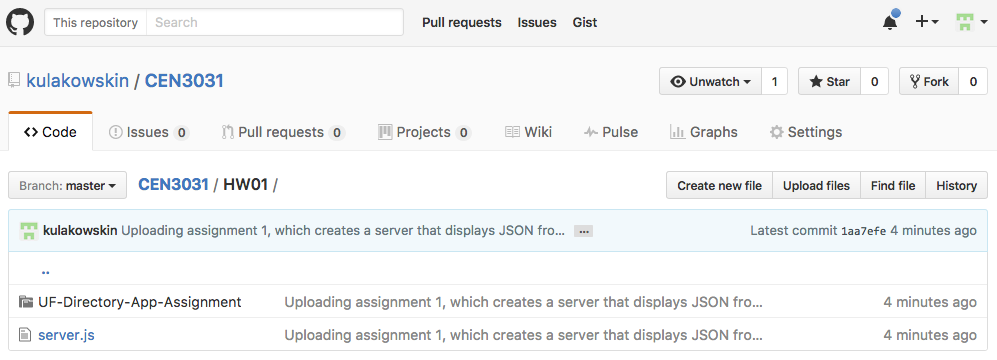 This repository Search Pull requests Issues Gist
kulakowskin / CEN3031 Unwatch 1 Star 0 Fork 0
<> Code Issues 0 Pull requests 0 Projects 0 Wiki Pulse Graphs Settings
Branch: master CEN3031 / HW01 / Create new file Upload files Find file History
kulakowskin Uploading assignment 1, which creates a server that displays JSON fro… ... Latest commit 1aa7efe 4 minutes ago
..
UF-Directory-App-Assignment Uploading assignment 1, which creates a server that displays JSON fro… 4 minutes ago
server.js Uploading assignment 1, which creates a server that displays JSON fro… 4 minutes ago